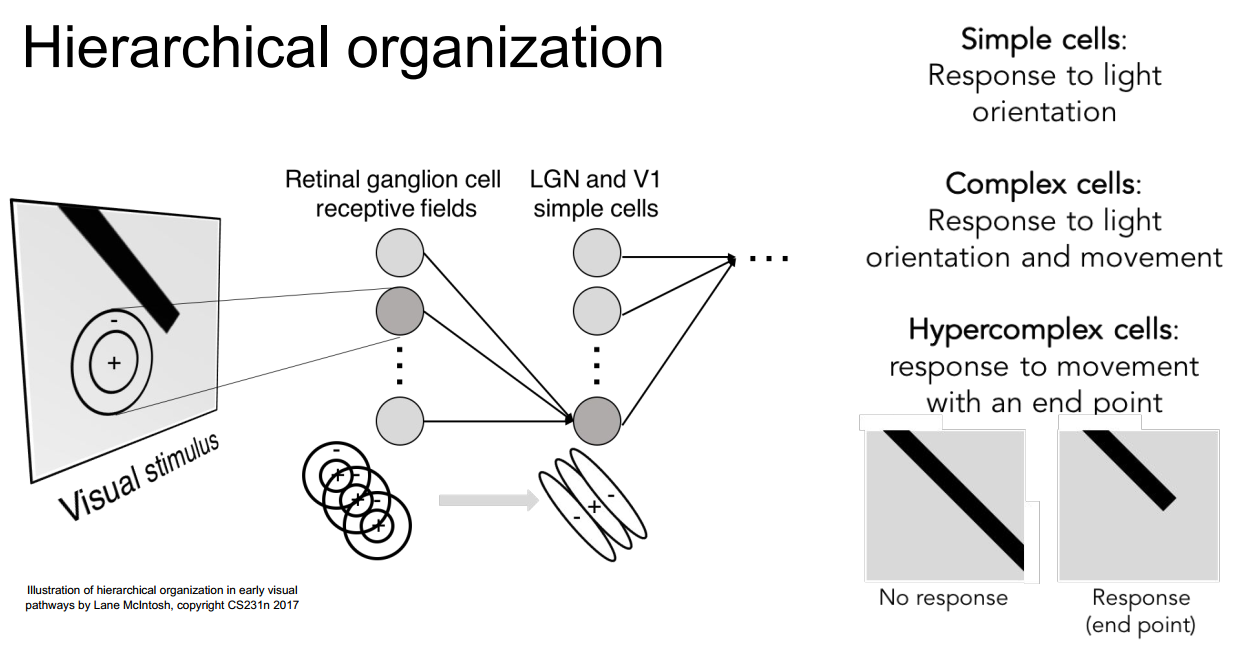 Hierarchical organization
Retinal ganglion cell
receptive fields
LGN and V1
simple cells
-
+
Visual stimulus
-
+
-
+
-
+
-
+
-
Illustration of hierarchical organization in early visual
pathways by Lane McIntosh, copyright CS231n 2017
Simple cells:
Response to light
orientation
Complex cells:
Response to light
orientation and movement
Hypercomplex cells:
response to movement
with an end point
No response
Response
(end point)